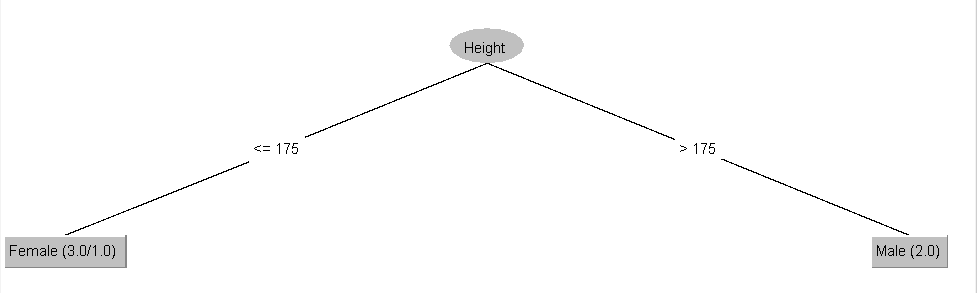 Height
<= 175
> 175
Female (3.0/1.0)
Male (2.0)